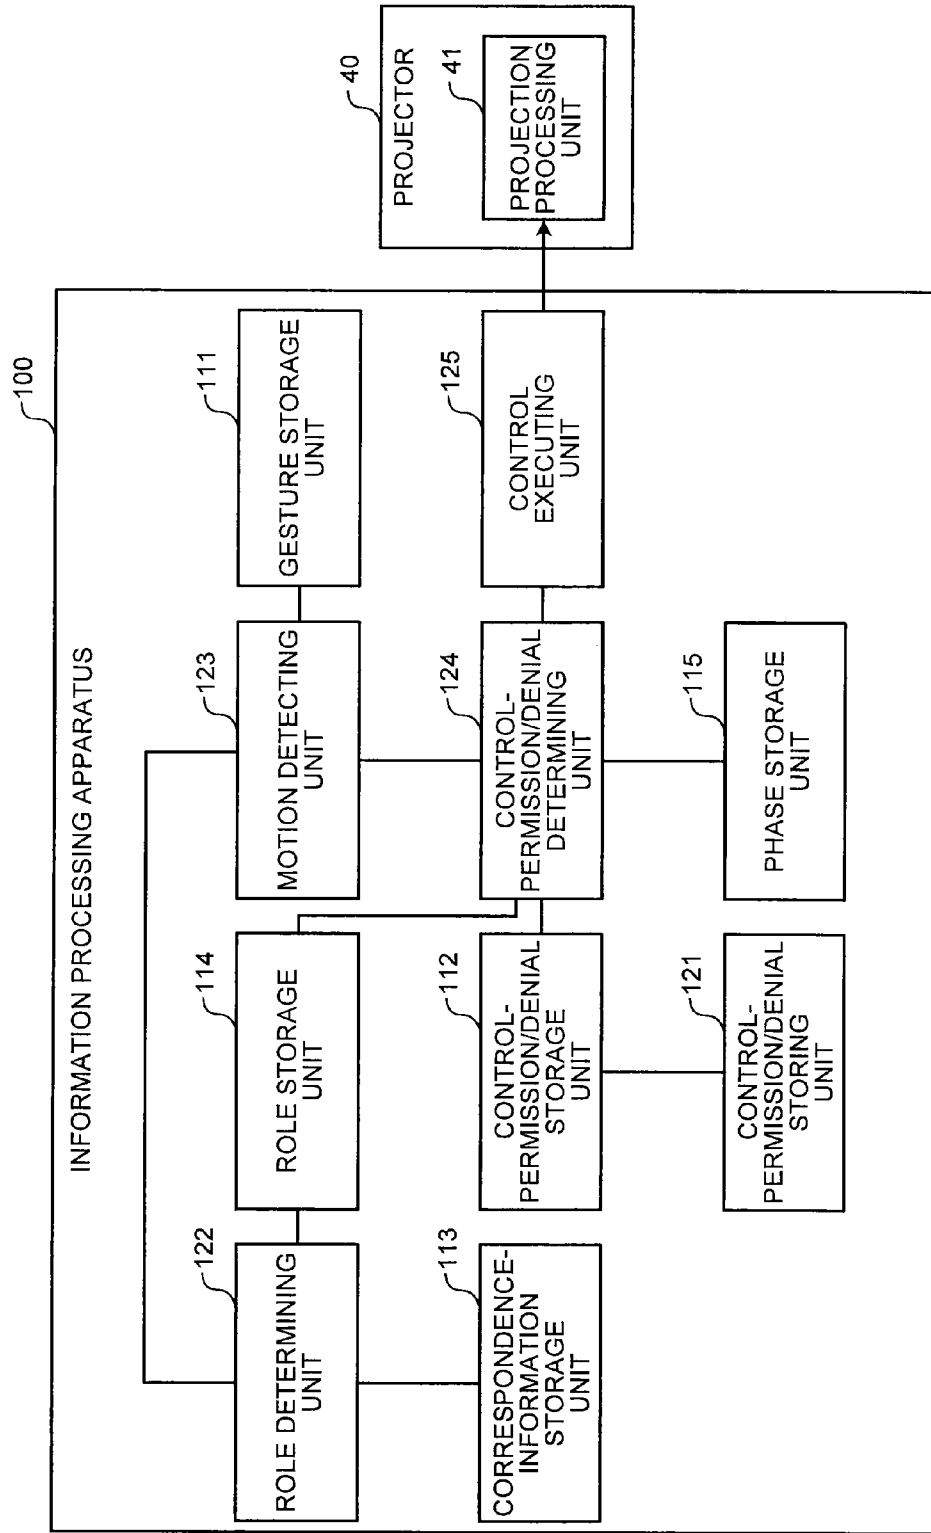 INFORMATION PROCESSING APPARATUS
100
122
ROLE DETERMINING
UNIT
114
ROLE STORAGE
UNIT
123
MOTION DETECTING
UNIT
111
GESTURE STORAGE
UNIT
113
CORRESPONDENCE-
INFORMATION
STORAGE
UNIT
112
CONTROL-
PERMISSION/DENIAL
STORAGE
UNIT
124
CONTROL-
PERMISSION/DENIAL
DETERMINING
UNIT
125
CONTROL
EXECUTING
UNIT
121
CONTROL-
PERMISSION/DENIAL
STORING
UNIT
115
PHASE STORAGE
UNIT
40
PROJECTOR
41
PROJECTION
PROCESSING
UNIT